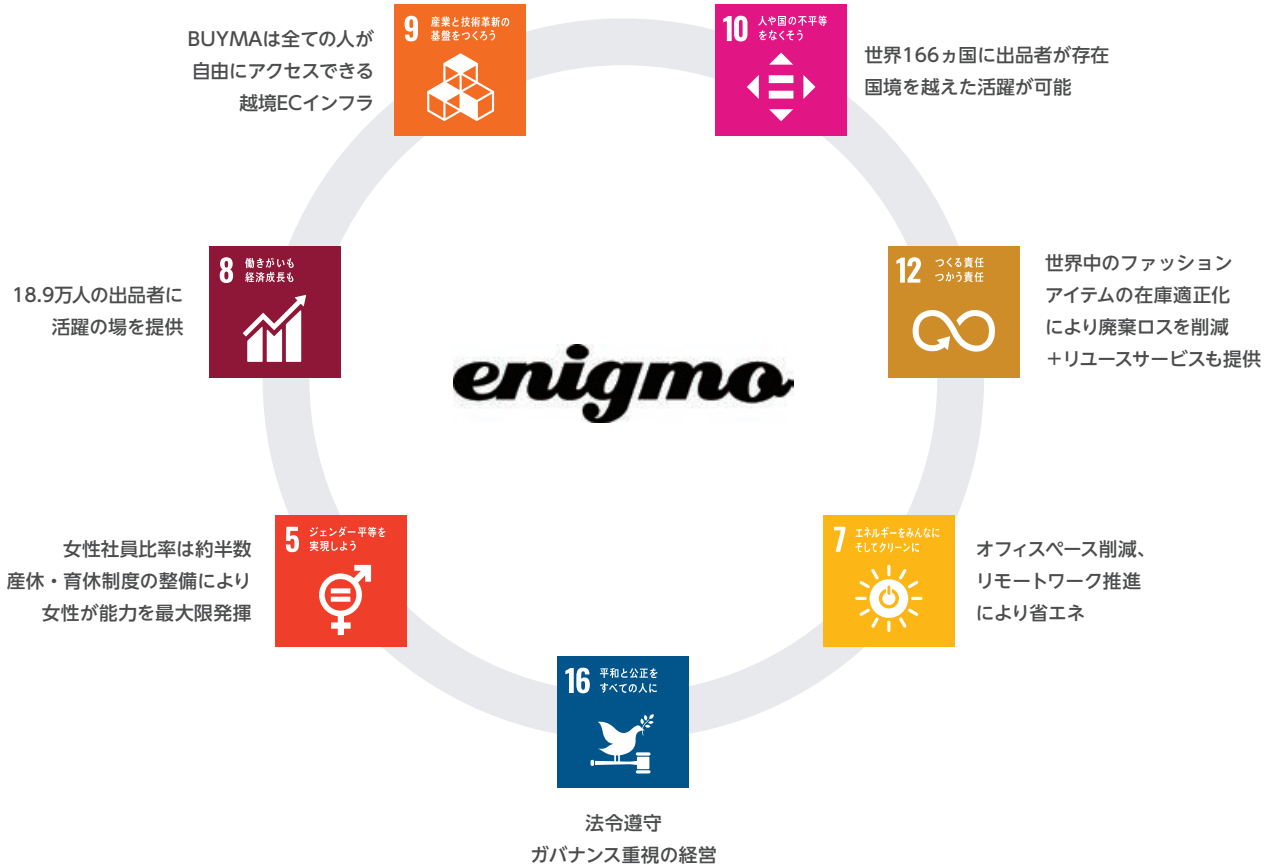 BUYMAは全ての人が
自由にアクセスできる
越境ECインフラ
9 産業と技術革新の
基盤をつくろう
10 人や国の不平等
をなくそう
世界166ヵ国に出品者が存在
国境を越えた活躍が可能
18.9万人の出品者に
活躍の場を提供
8 働きがいも
経済成長も
enigmo
12 つくる責任
つかう責任
世界中のファッション
アイテムの在庫適正化
により廃棄ロスを削減
＋リユースサービスも提供
女性社員比率は約半数
産休・育休制度の整備により
女性が能力を最大限発揮
5 ジェンダー平等を
実現しよう
7 エネルギーをみんなに
そしてクリーンに
オフィススペース削減、
リモートワーク推進
により省エネ
16 平和と公正を
すべての人に
法令遵守
ガバナンス重視の経営